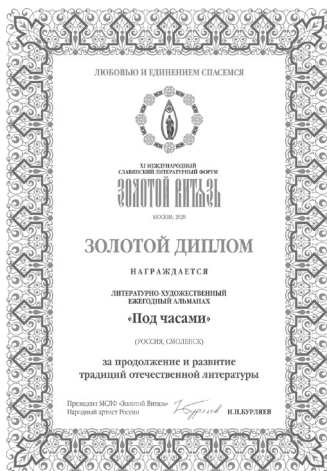 ЛЮБОВЬЮ И ЕДИНЕНИЕМ СПАСЕМСЯ
XI МЕЖДУНАРОДНЫЙ
СЛАВЯНСКИЙ ЛИТЕРАТУРНЫЙ ФОРУМ
ЗОЛОТОЙ ВИТЯЗЬ
МОСКВА, 2020
ЗОЛОТОЙ ДИПЛОМ
НАГРАЖДАЕТСЯ
ЛИТЕРАТУРНО-ХУДОЖЕСТВЕННЫЙ
ЕЖЕГОДНЫЙ АЛЬМАНАХ
«Под часами»
(РОССИЯ, СМОЛЕНСК)
за продолжение и развитие
традиций отечественной литературы
Президент МСЛФ «Золотой Витязь»
Народный артист России Н.П.БУРЛЯЕВ